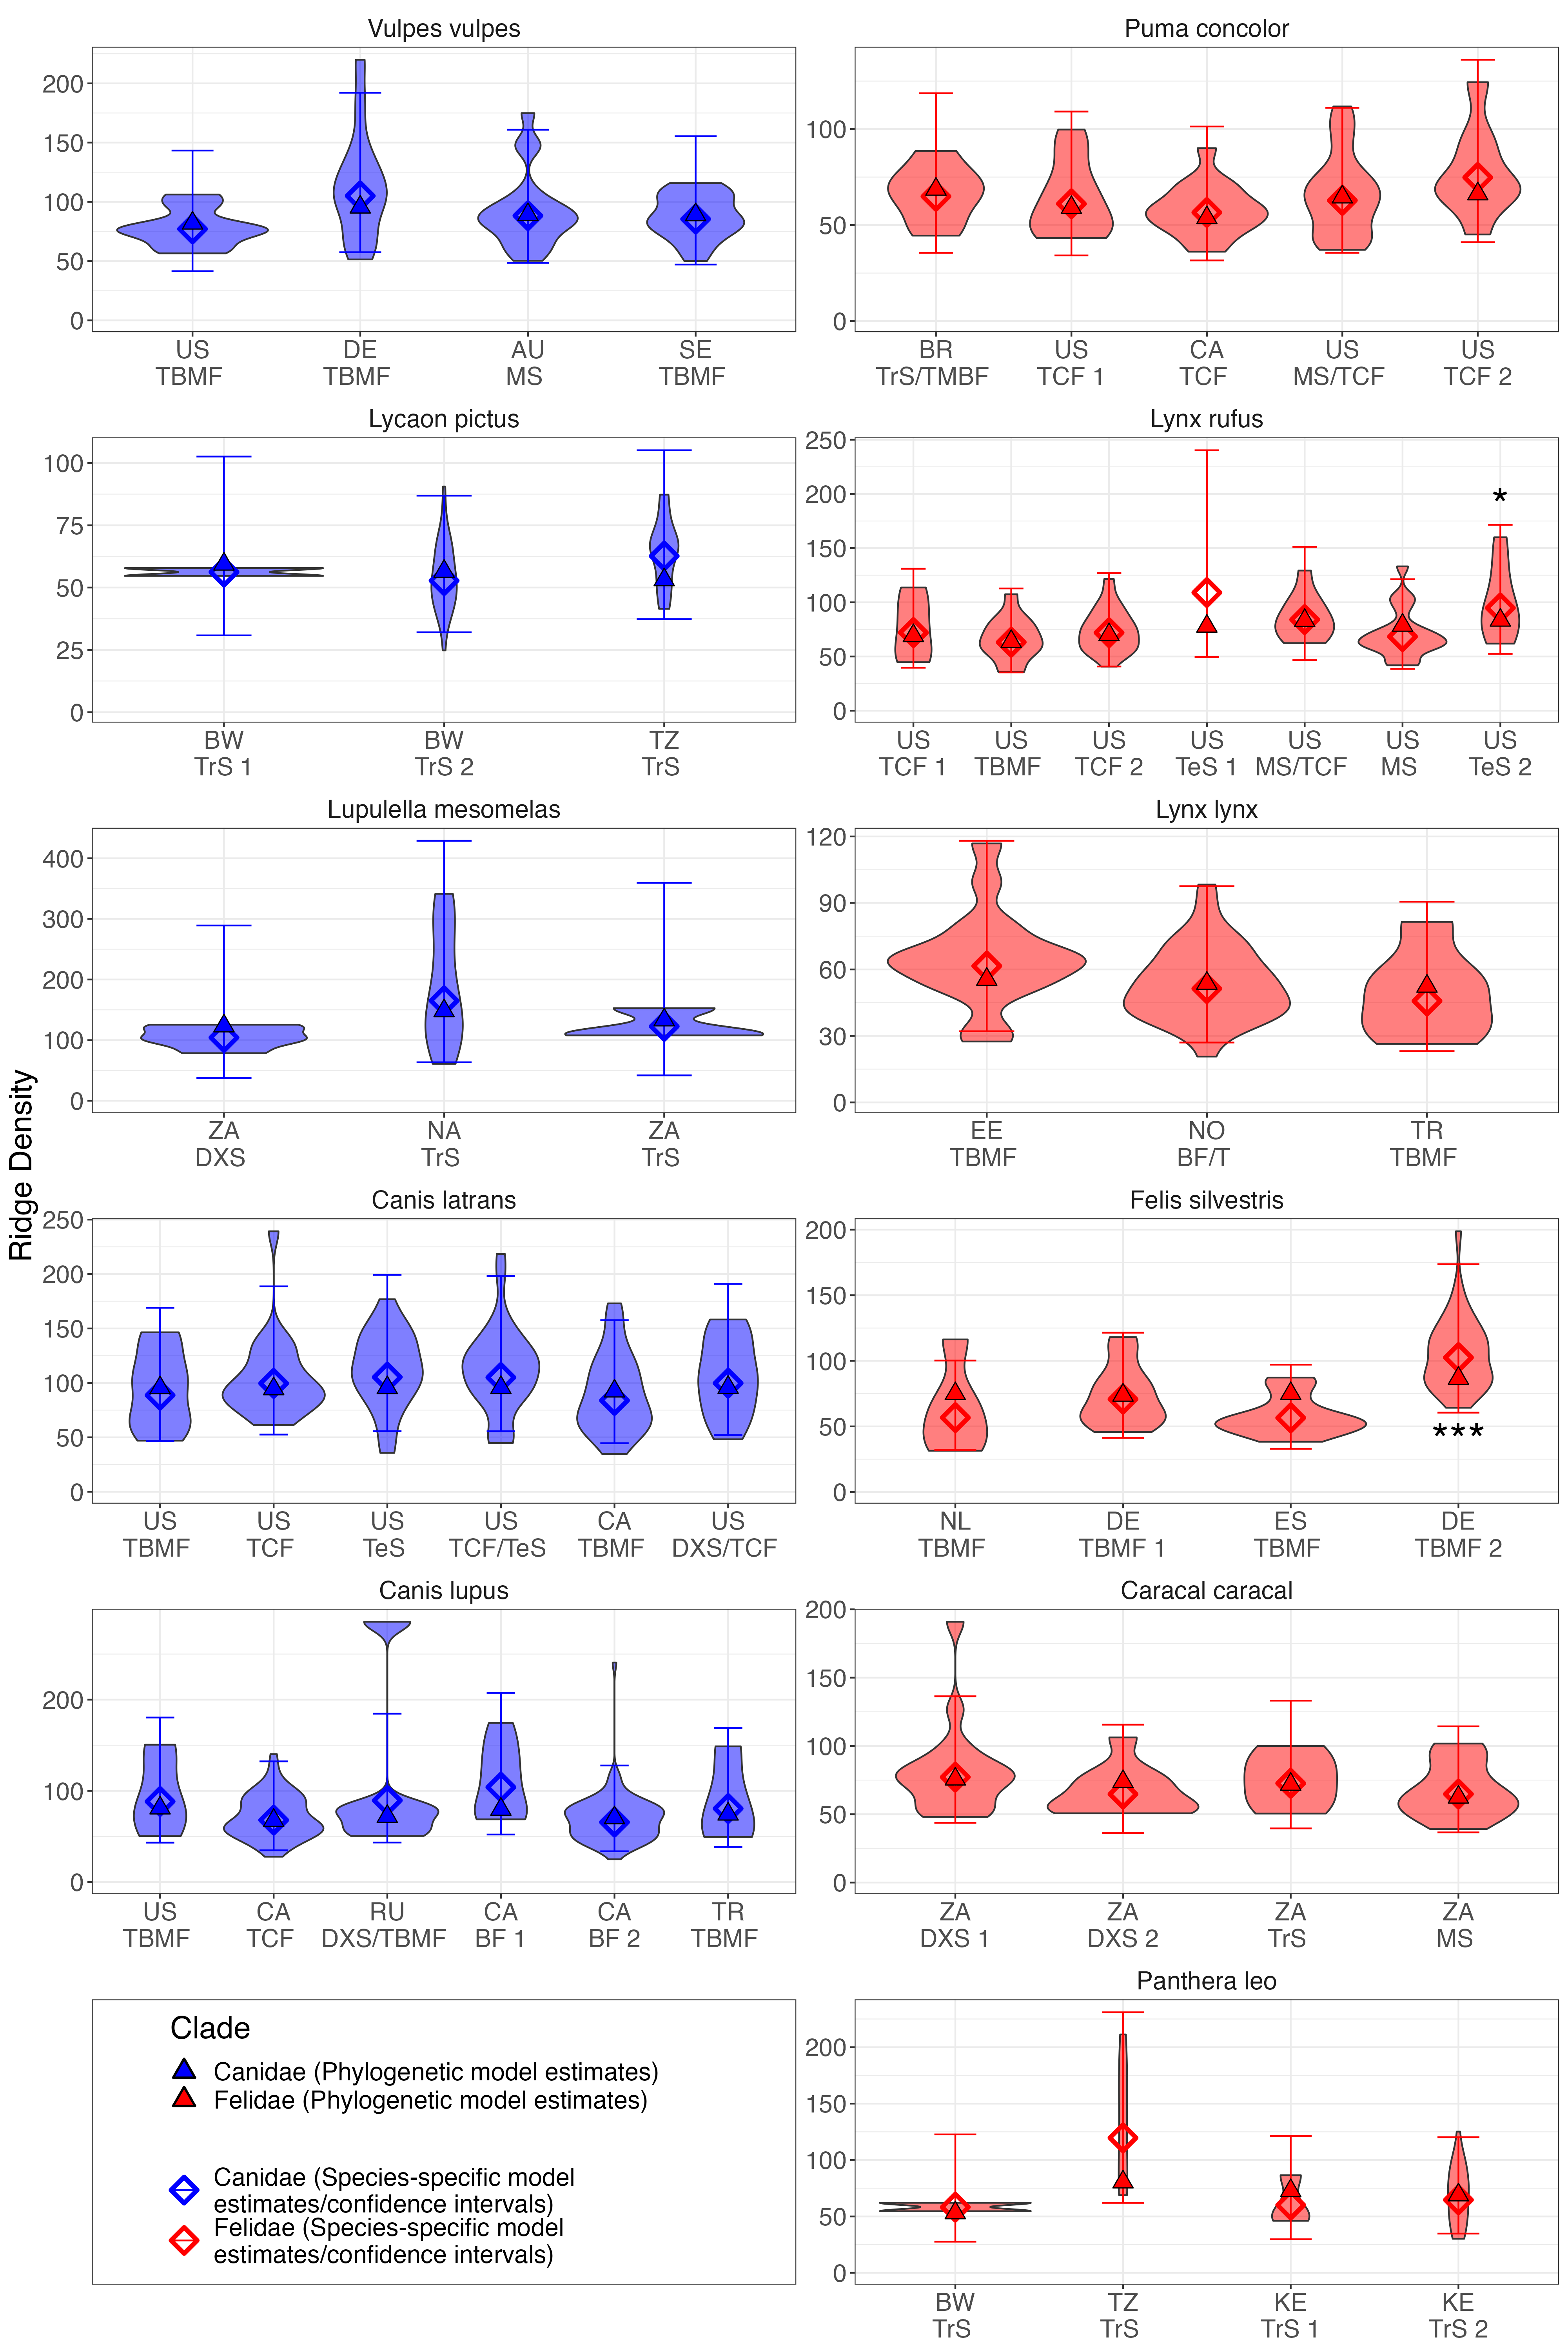 Vulpes vulpes
200
150
100
50
0
US DE AU SE
TBMF TBMF MS TBMF
Puma concolor
100
50
0
BR US CA US US
TrS/TMBF TCF 1 TCF MS/TCF TCF 2
Lycaon pictus
100
75
50
25
0
BW BW TZ
TrS 1 TrS 2 TrS
Lynx rufus
250
200
150
100
50
0
*
US US US US US US US
TCF 1 TBMF TCF 2 TeS 1 MS/TCF MS TeS 2
Lupulella mesomelas
400
300
200
100
0
ZA NA ZA
DXS TrS TrS
Lynx lynx
120
90
60
30
0
EE NO TR
TBMF BF/T TBMF
Ridge Density
Canis latrans
250
200
150
100
50
0
US US US US CA US
TBMF TCF TeS TCF/TeS TBMF DXS/TCF
Felis silvestris
200
150
100
50
0
***
NL DE ES DE
TBMF TBMF 1 TBMF TBMF 2
Canis lupus
200
100
0
US CA RU CA CA TR
TBMF TCF DXS/TBMF BF 1 BF 2 TBMF
Caracal caracal
200
150
100
50
0
ZA ZA ZA ZA
DXS 1 DXS 2 TrS MS
Clade
Canidae (Phylogenetic model estimates)
Felidae (Phylogenetic model estimates)
Canidae (Species-specific model
estimates/confidence intervals)
Felidae (Species-specific model
estimates/confidence intervals)
Panthera leo
200
150
100
50
0
BW TZ KE KE
TrS TrS TrS 1 TrS 2